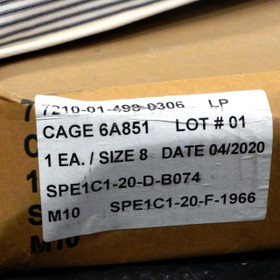 7210-01-499-0306 LP
CAGE 6A851 LOT # 01
1 EA. / SIZE 8 DATE 04/2020
SPE1C1-20-D-B074
M10 SPE1C1-20-F-1966
M10